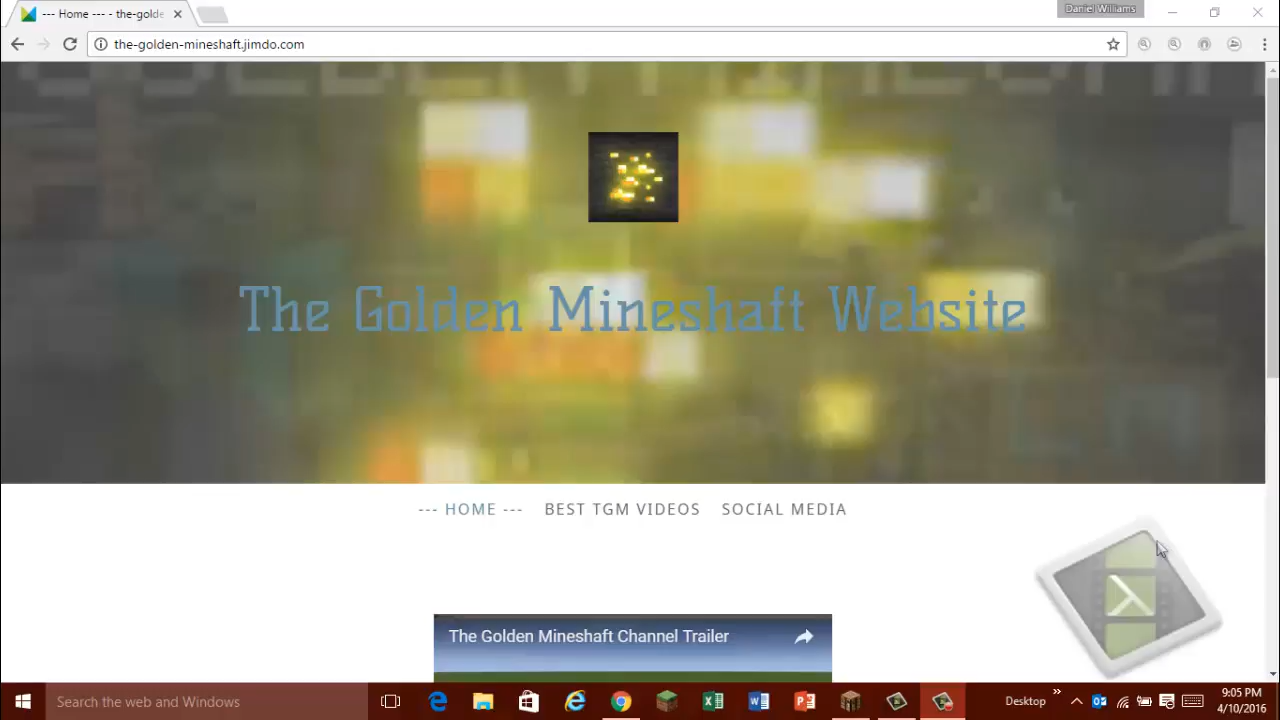 --- Home --- - the-golde
Daniel Williams
the-golden-mineshaft.jimdo.com
The Golden Mineshaft Website
--- HOME ---
BEST TGM VIDEOS
SOCIAL MEDIA
The Golden Mineshaft Channel Trailer
Search the web and Windows
Desktop
9:05 PM
4/10/2016